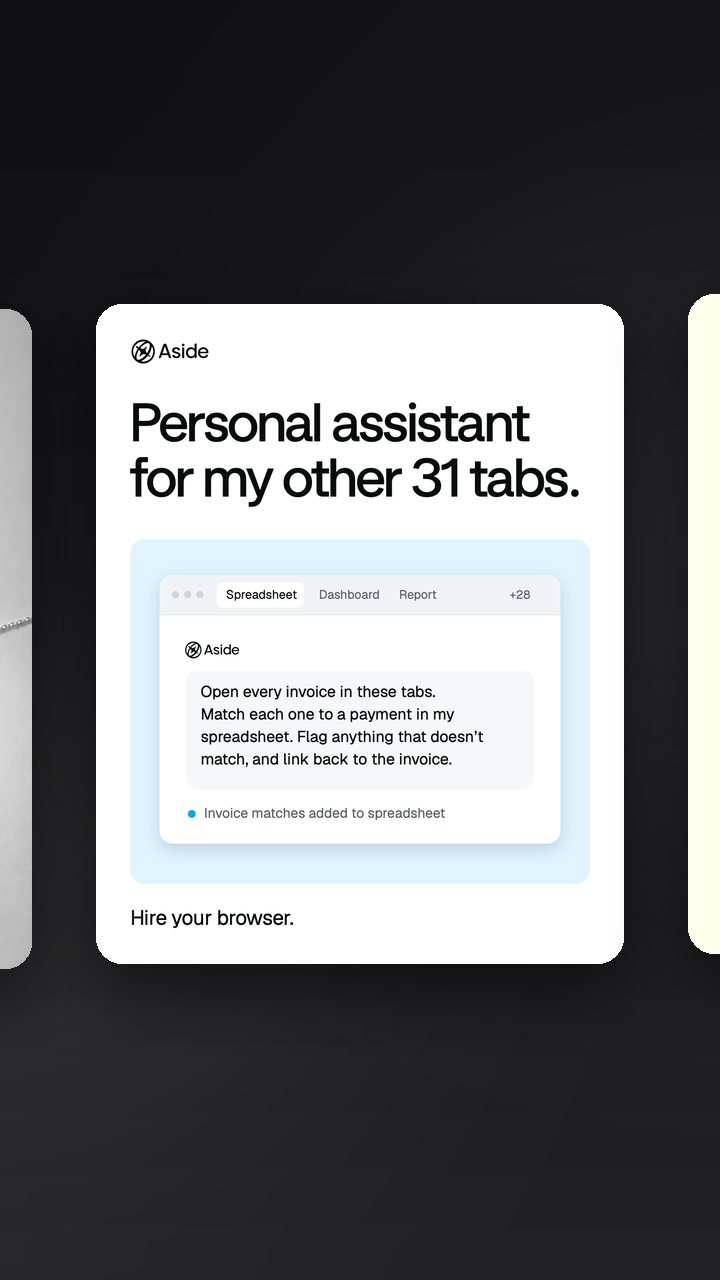 Aside
Personal assistant
for my other 31 tabs.
Spreadsheet Dashboard Report +28
Aside
Open every invoice in these tabs.
Match each one to a payment in my
spreadsheet. Flag anything that doesn’t
match, and link back to the invoice.
Invoice matches added to spreadsheet
Hire your browser.